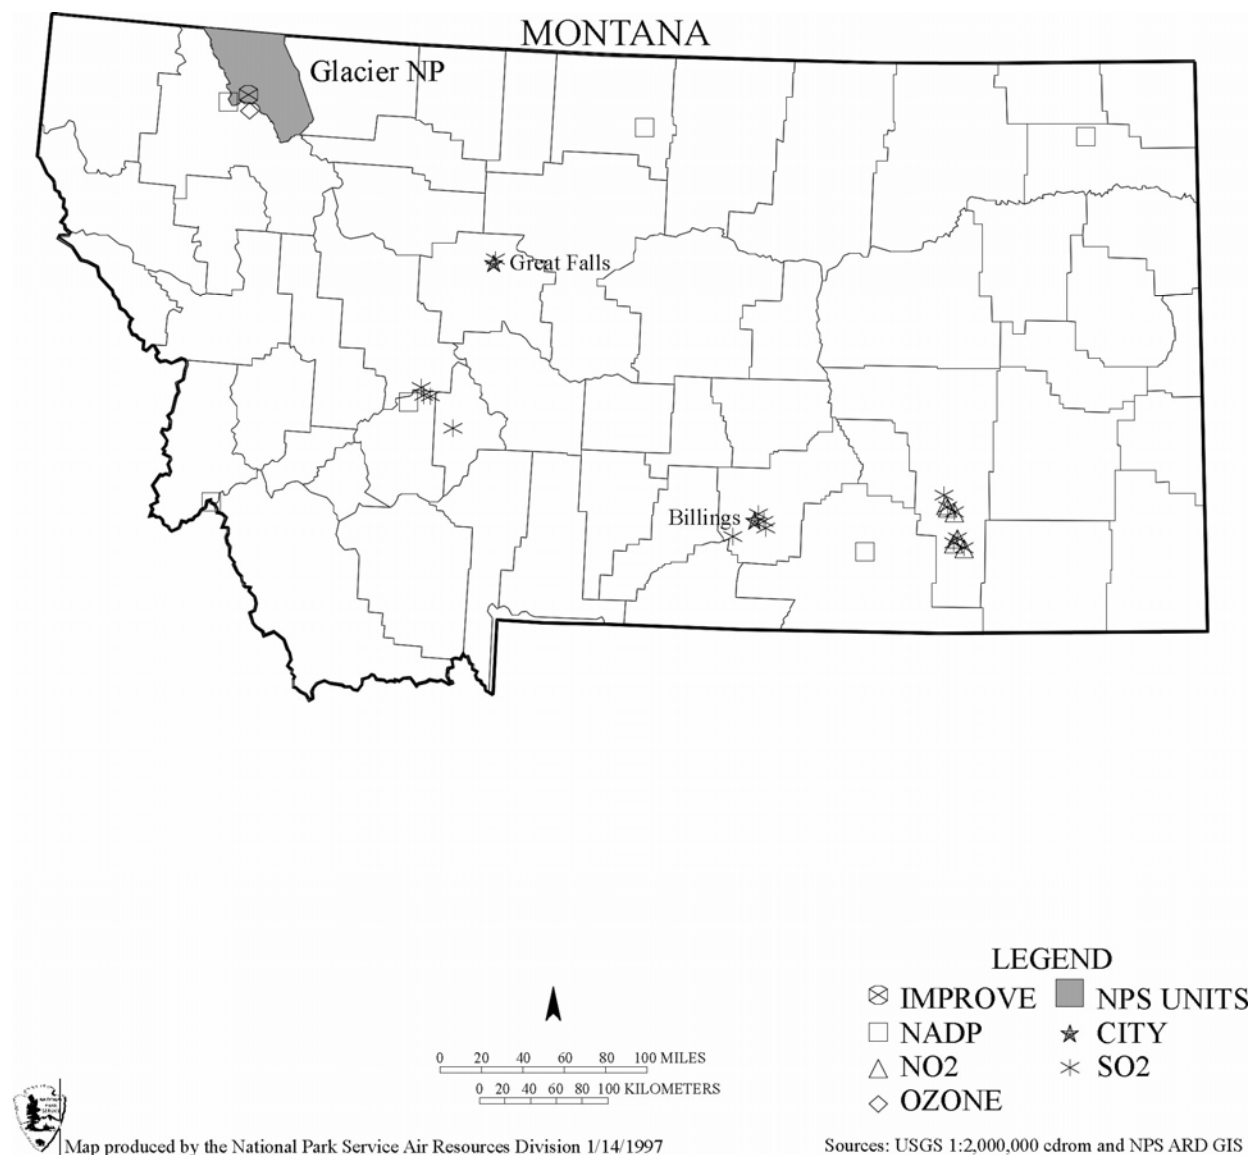 MONTANA
Glacier NP
Great Falls
Billings
LEGEND
IMPROVE NPS UNITS
NADP CITY
NO2 SO2
OZONE
0 20 40 60 80 100 MILES
0 20 40 60 80 100 KILOMETERS
Map produced by the National Park Service Air Resources Division 1/14/1997
Sources: USGS 1:2,000,000 cdrom and NPS ARD GIS